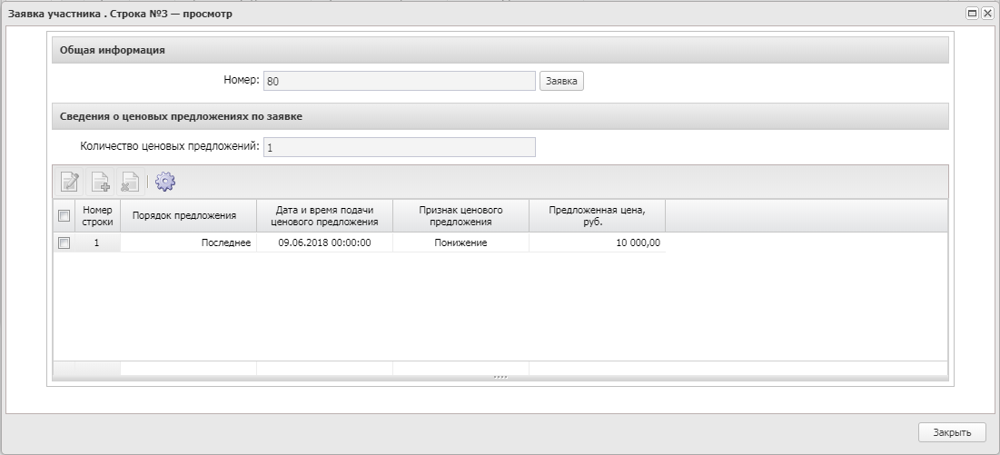 Заявка участника . Строка №3 — просмотр
Общая информация
Номер: 80 Заявка
Сведения о ценовых предложениях по заявке
Количество ценовых предложений: 1
Номер строки
Порядок предложения
Дата и время подачи ценового предложения
Признак ценового предложения
Предложенная цена, руб.
1 Последнее 09.06.2018 00:00:00 Понижение 10 000,00
Закрыть